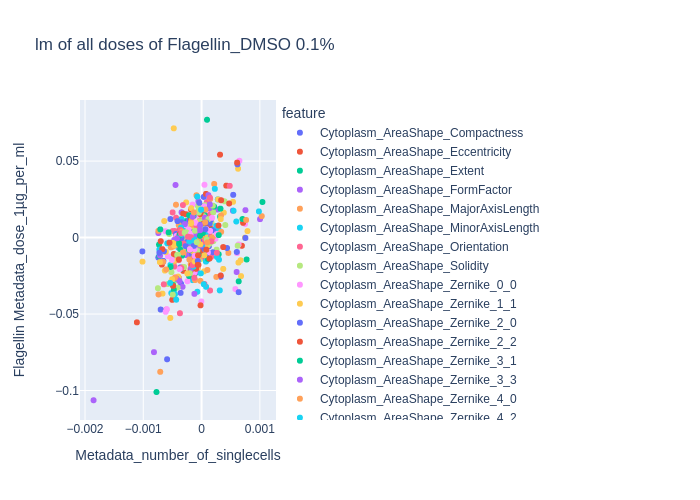 lm of all doses of Flagellin_DMSO 0.1%
feature
Cytoplasm_AreaShape_Compactness
Cytoplasm_AreaShape_Eccentricity
Cytoplasm_AreaShape_Extent
Cytoplasm_AreaShape_FormFactor
Cytoplasm_AreaShape_MajorAxisLength
Cytoplasm_AreaShape_MinorAxisLength
Cytoplasm_AreaShape_Orientation
Cytoplasm_AreaShape_Solidity
Cytoplasm_AreaShape_Zernike_0_0
Cytoplasm_AreaShape_Zernike_1_1
Cytoplasm_AreaShape_Zernike_2_0
Cytoplasm_AreaShape_Zernike_2_2
Cytoplasm_AreaShape_Zernike_3_1
Cytoplasm_AreaShape_Zernike_3_3
Cytoplasm_AreaShape_Zernike_4_0
Cytoplasm_AreaShape_Zernike_4_2
Flagellin Metadata_dose_1µg_per_ml
0.05
0
−0.05
−0.1
−0.002
−0.001
0
0.001
Metadata_number_of_singlecells